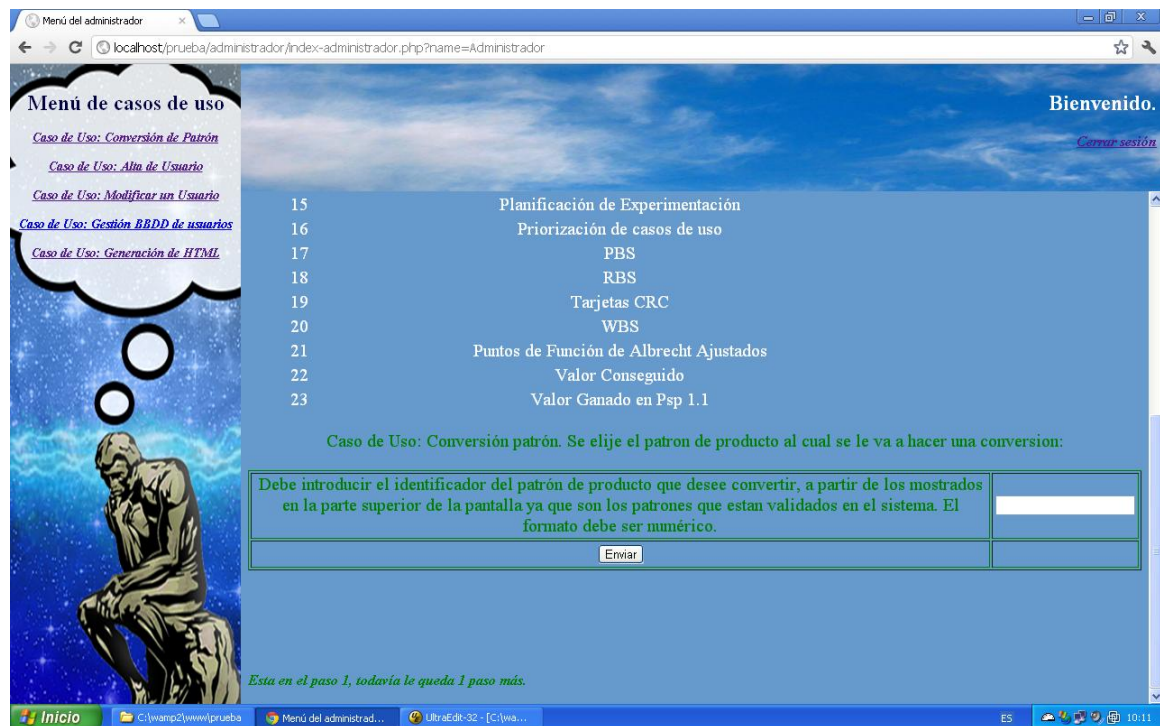 Menú del administrador
localhost/prueba/administrador/index-administrador.php?name=Administrador
Menú de casos de uso
Caso de Uso: Conversión de Patrón
Caso de Uso: Alta de Usuario
Caso de Uso: Modificar un Usuario
Caso de Uso: Gestión BBDD de usuarios
Caso de Uso: Generación de HTML
Bienvenido.
Cerrar sesión
15 Planificación de Experimentación
16 Priorización de casos de uso
17 PBS
18 RBS
19 Tarjetas CRC
20 WBS
21 Puntos de Función de Albrecht Ajustados
22 Valor Conseguido
23 Valor Ganado en Psp 1.1
Caso de Uso: Conversión patrón. Se elije el patron de producto al cual se le va a hacer una conversion:
Debe introducir el identificador del patrón de producto que desee convertir, a partir de los mostrados
en la parte superior de la pantalla ya que son los patrones que estan validados en el sistema. El
formato debe ser numérico.
Enviar
Esta en el paso 1, todavía le queda 1 paso más.
Inicio
C:\wamp2\www\prueba
Menú del administrad...
UltraEdit-32 - [C:\wa...
ES
10:11